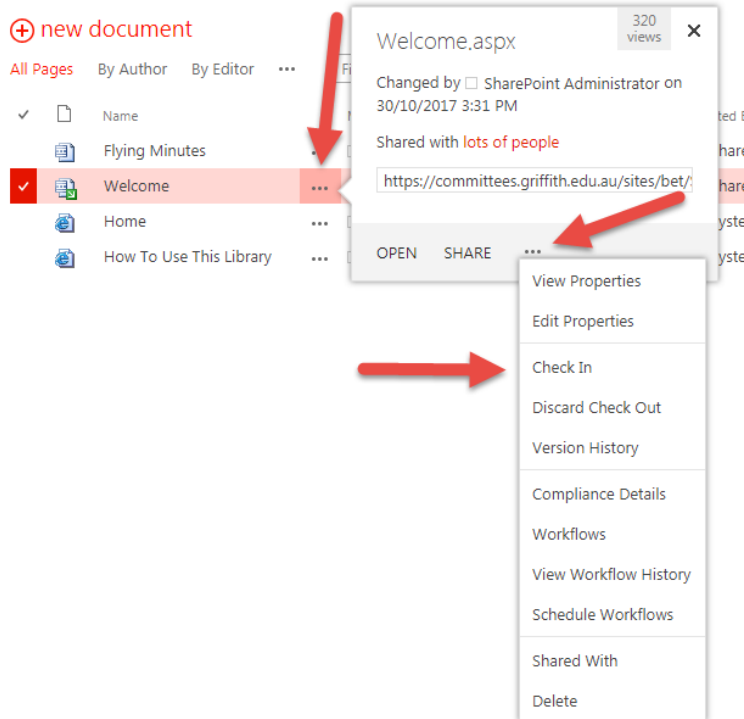 new document
All Pages By Author By Editor ...
Name
Flying Minutes ...
Welcome ...
Home ...
How To Use This Library ...
Welcome.aspx
320
views
Changed by SharePoint Administrator on
30/10/2017 3:31 PM
Shared with lots of people
https://committees.griffith.edu.au/sites/bet/
OPEN SHARE ...
View Properties
Edit Properties
Check In
Discard Check Out
Version History
Compliance Details
Workflows
View Workflow History
Schedule Workflows
Shared With
Delete